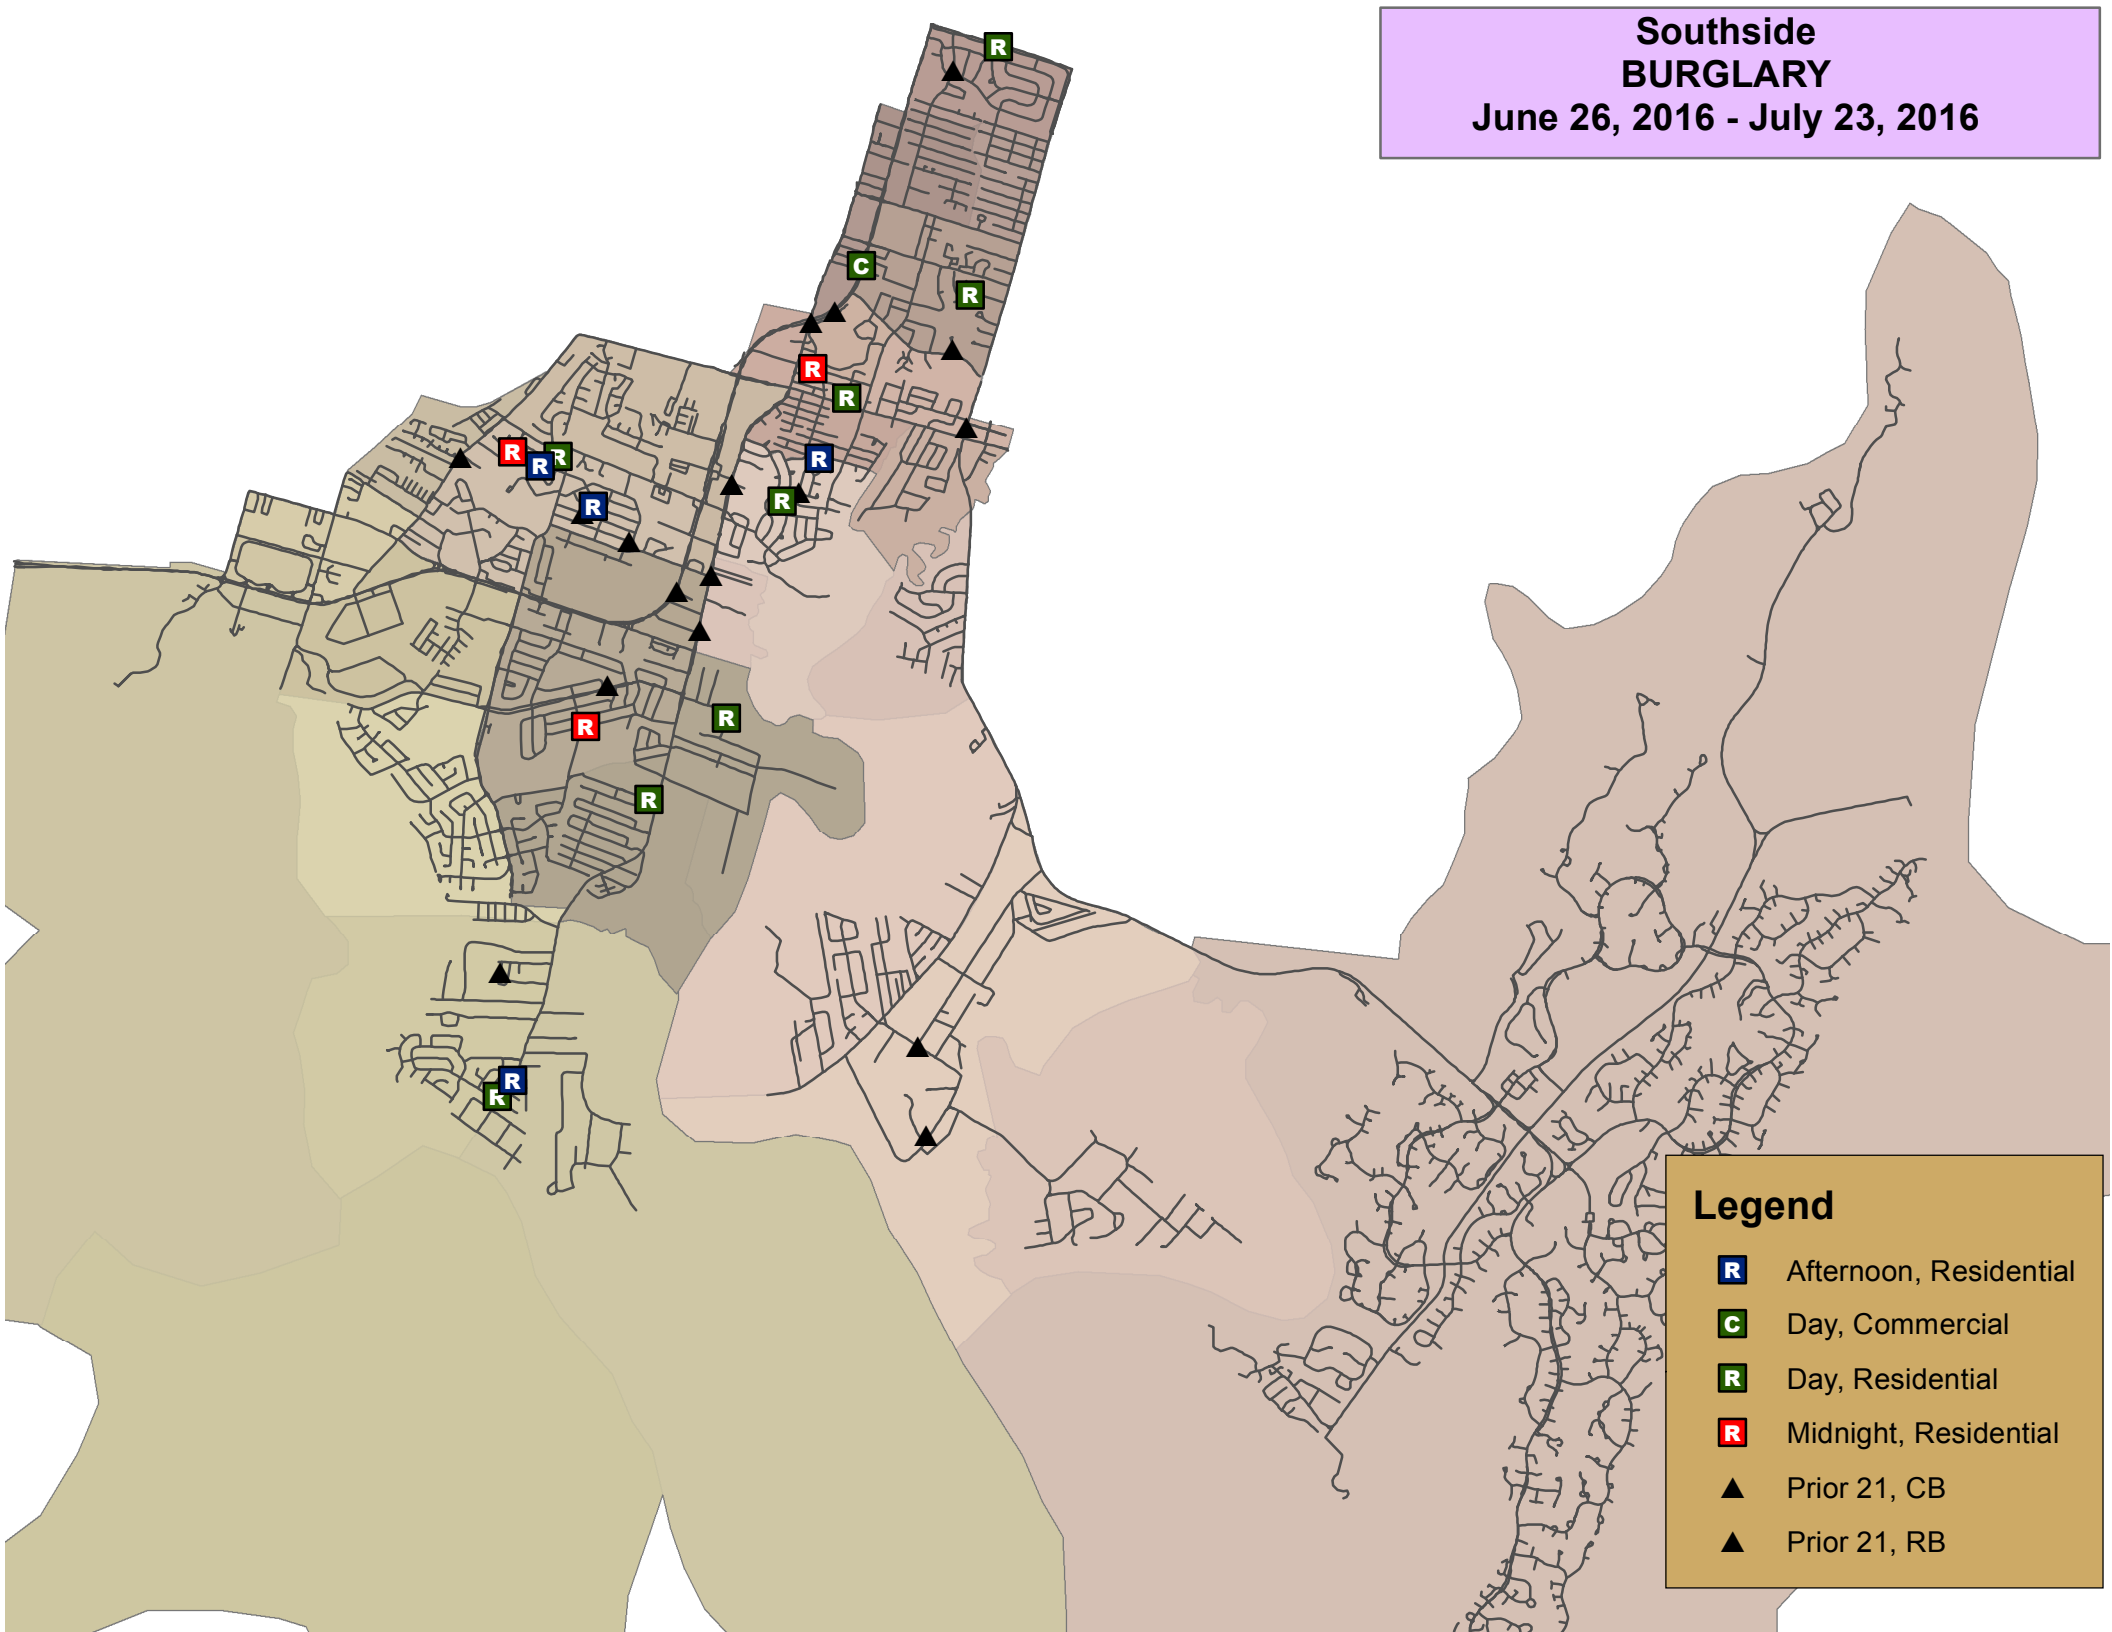 Southside
BURGLARY
June 26, 2016 - July 23, 2016
R
C
R
R
R
R
R
R
R
R
R
R
R
R
R
R
Legend
R Afternoon, Residential
C Day, Commercial
R Day, Residential
R Midnight, Residential
Prior 21, CB
Prior 21, RB